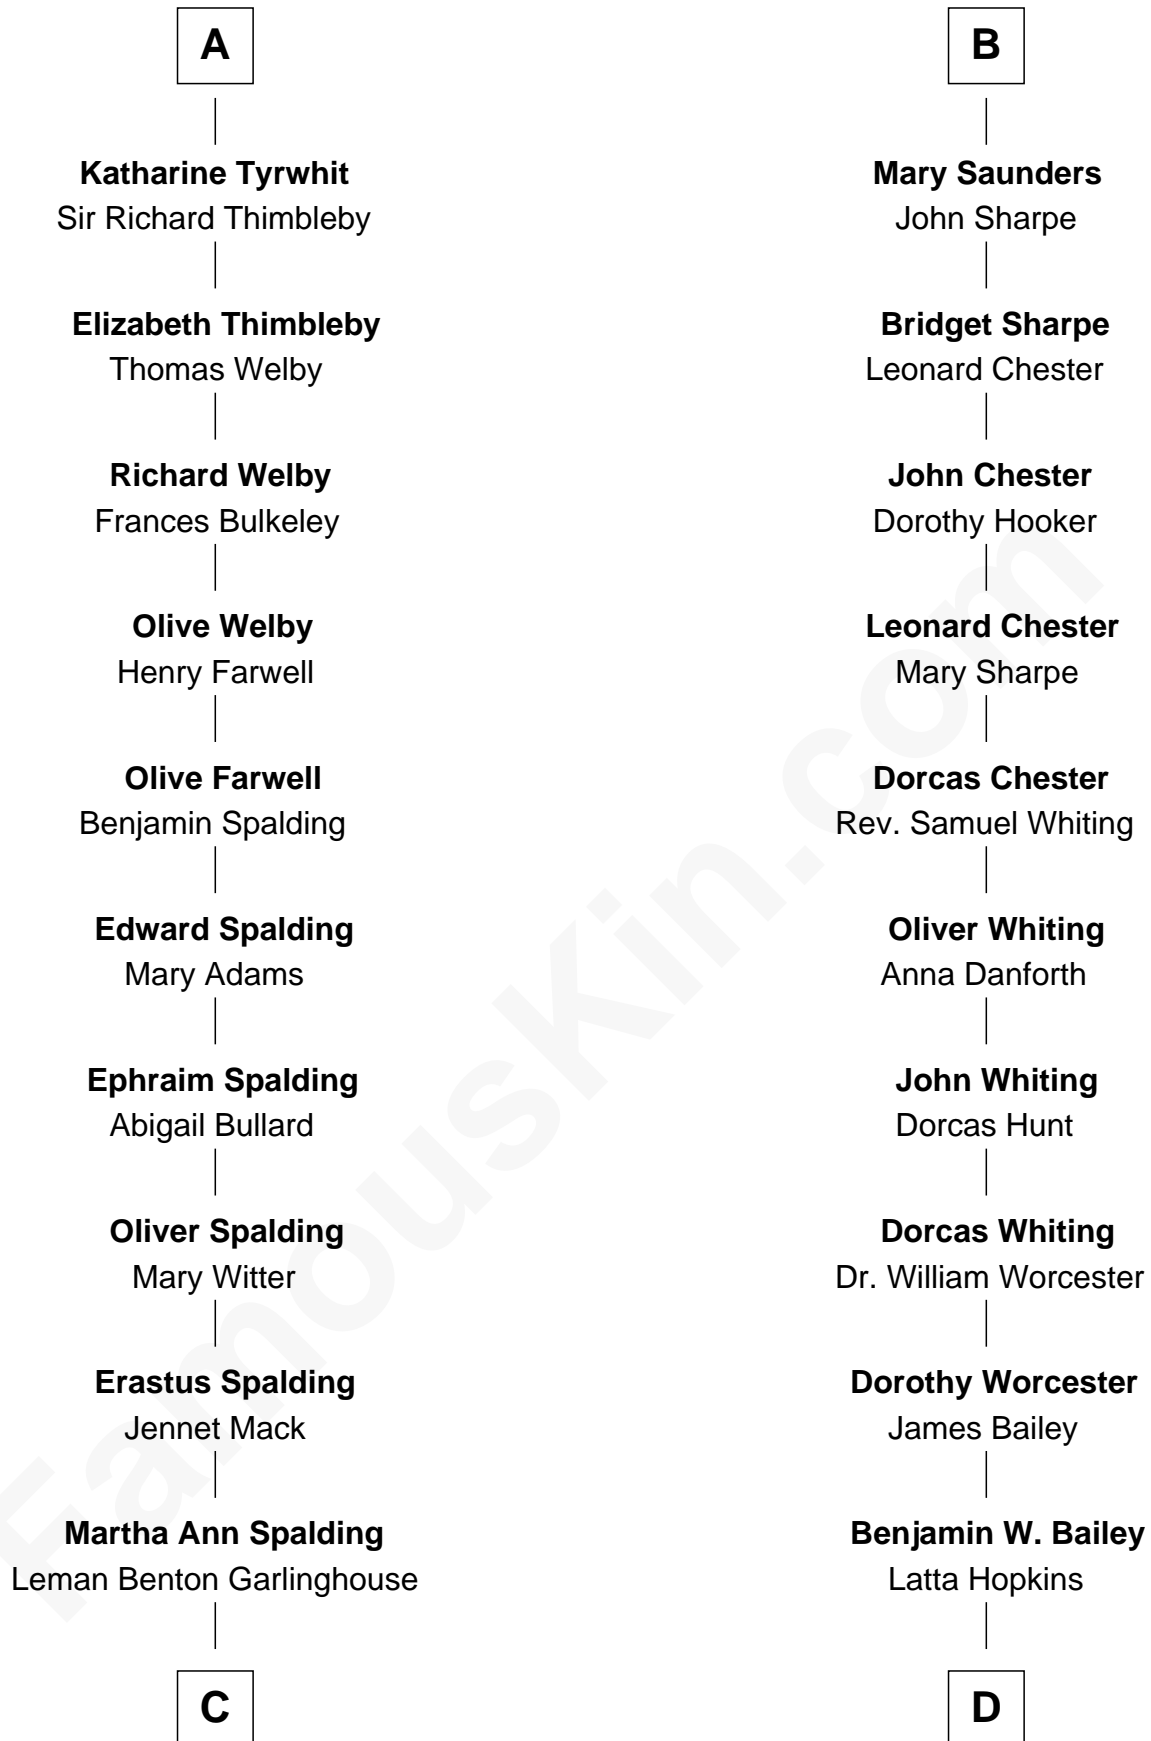 A
Katharine Tyrwhit
Sir Richard Thimbleby
Elizabeth Thimbleby
Thomas Welby
Richard Welby
Frances Bulkeley
Olive Welby
Henry Farwell
Olive Farwell
Benjamin Spalding
Edward Spalding
Mary Adams
Ephraim Spalding
Abigail Bullard
Oliver Spalding
Mary Witter
Erastus Spalding
Jennet Mack
Martha Ann Spalding
Leman Benton Garlinghouse
C
B
Mary Saunders
John Sharpe
Bridget Sharpe
Leonard Chester
John Chester
Dorothy Hooker
Leonard Chester
Mary Sharpe
Dorcas Chester
Rev. Samuel Whiting
Oliver Whiting
Anna Danforth
John Whiting
Dorcas Hunt
Dorcas Whiting
Dr. William Worcester
Dorothy Worcester
James Bailey
Benjamin W. Bailey
Latta Hopkins
D
FamousKin.com